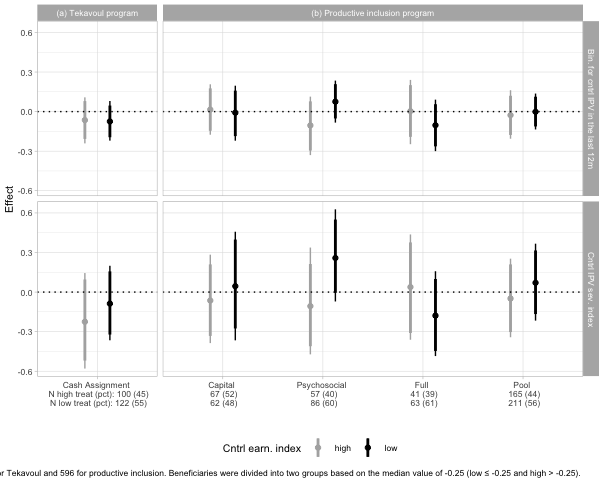 (a) Tekavoul program
(b) Productive inclusion program
0.6
0.3
0.0
-0.3
-0.6
Bin. for cntrl IPV in the last 12m
Effect
0.6
0.3
0.0
-0.3
-0.6
Cntrl IPV sev. index
Cash Assignment
N high treat (pct): 100 (45)
N low treat (pct): 122 (55)
Capital
67 (52)
62 (48)
Psychosocial
57 (40)
86 (60)
Full
41 (39)
63 (61)
Pool
165 (44)
211 (56)
Cntrl earn. index high low
r Tekavoul and 596 for productive inclusion. Beneficiaries were divided into two groups based on the median value of -0.25 (low ≤ -0.25 and high > -0.25).